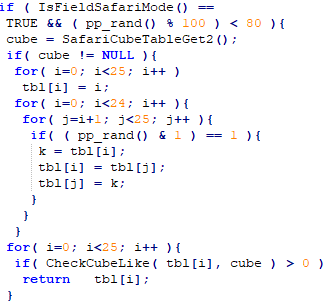 if ( IsFieldSafariMode() ==
TRUE && ( pp_rand() % 100 ) < 80 ){
cube = SafariCubeTableGet2();
if( cube != NULL ){
for( i=0; i<25; i++ )
tbl[i] = i;
for( i=0; i<24; i++ ){
for( j=i+1; j<25; j++ ){
if( ( pp_rand() & 1 ) == 1 ){
k = tbl[i];
tbl[i] = tbl[j];
tbl[j] = k;
}
}
}
for( i=0; i<25; i++ ){
if( CheckCubeLike( tbl[i], cube ) > 0 )
return tbl[i];
}